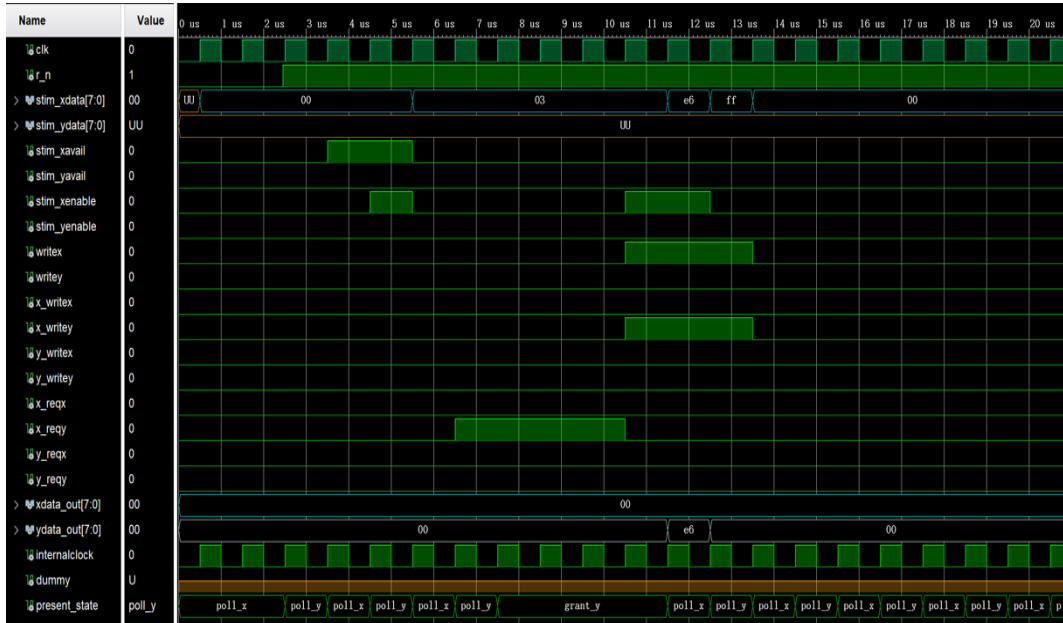 Name Value 0 us 1 us 2 us 3 us 4 us 5 us 6 us 7 us 8 us 9 us 10 us 11 us 12 us 13 us 14 us 15 us 16 us 17 us 18 us 19 us 20 us
clk 0
r_n 1
stim_xdata[7:0] 00 UU 00 03 e6 ff 00
stim_ydata[7:0] UU UU
stim_xavail 0
stim_yavail 0
stim_xenable 0
stim_yenable 0
writex 0
writey 0
x_writex 0
x_writey 0
y_writex 0
y_writey 0
x_reqx 0
x_reqy 0
y_reqx 0
y_reqy 0
xdata_out[7:0] 00 00
ydata_out[7:0] 00 00 e6 00
internalclock 0
dummy U
present_state poll_y poll_x poll_y poll_x poll_y poll_x poll_y grant_y poll_x poll_y poll_x poll_y poll_x poll_y poll_x poll_y poll_x p